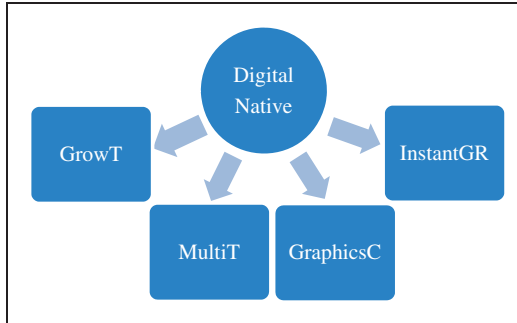 Digital
Native
GrowT
InstantGR
MultiT
GraphicsC